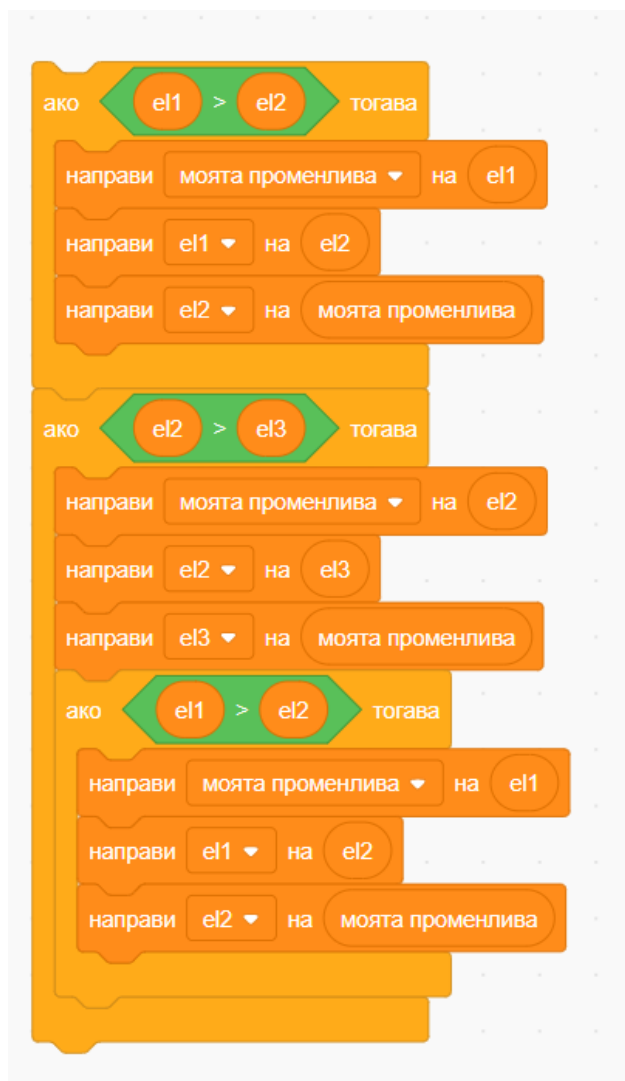 ако el1 > el2 тогава
направи моята променлива на el1
направи el1 на el2
направи el2 на моята променлива
ако el2 > el3 тогава
направи моята променлива на el2
направи el2 на el3
направи el3 на моята променлива
ако el1 > el2 тогава
направи моята променлива на el1
направи el1 на el2
направи el2 на моята променлива